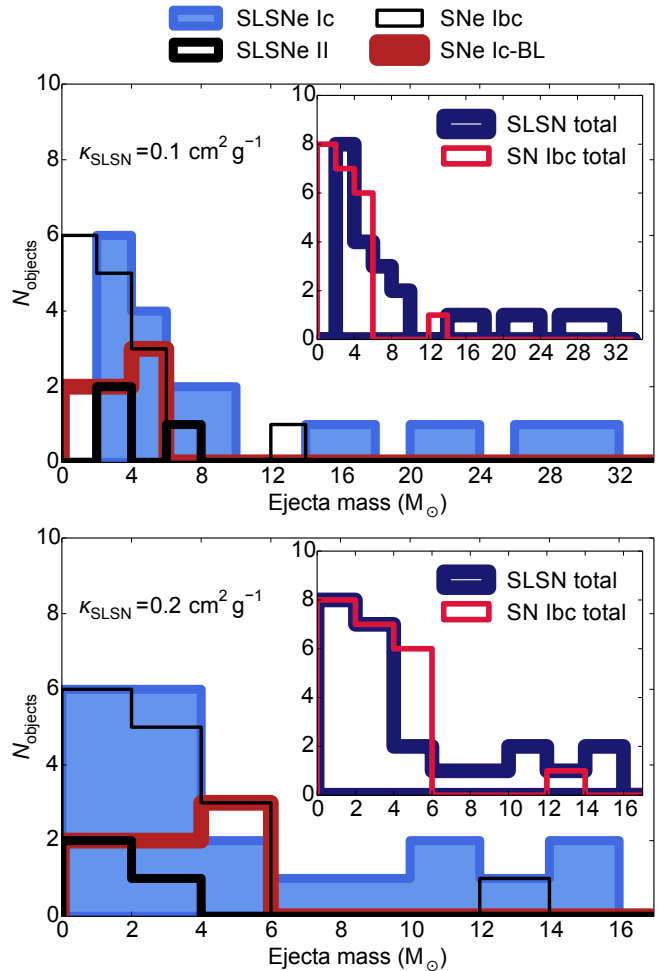 SLSNe Ic SNe Ibc
SLSNe II SNe Ic-BL
10
8
6
4
2
0
N_objects
κ_SLSN = 0.1 cm² g⁻¹
SLSN total
SN Ibc total
10
8
6
4
2
0
0 4 8 12 16 20 24 28 32
0 4 8 12 16 20 24 28 32
Ejecta mass (M⊙)
10
8
6
4
2
0
N_objects
κ_SLSN = 0.2 cm² g⁻¹
SLSN total
SN Ibc total
10
8
6
4
2
0
0 2 4 6 8 10 12 14 16
0 2 4 6 8 10 12 14 16
Ejecta mass (M⊙)